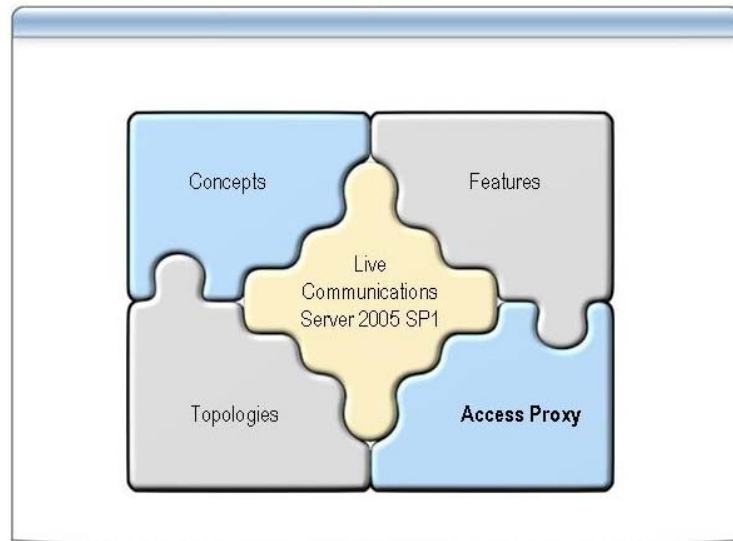 Concepts
Features
Live
Communications
Server 2005 SP1
Topologies
Access Proxy